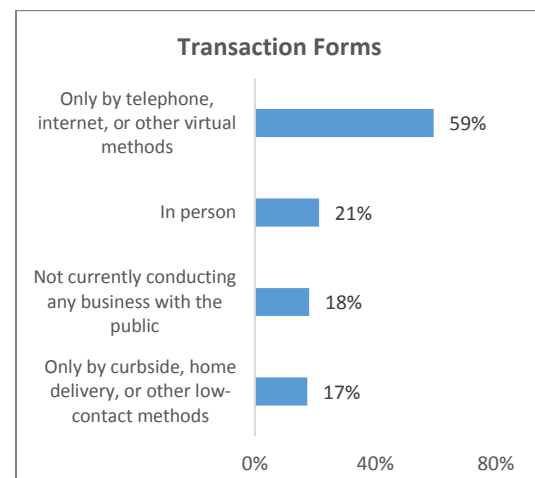 Transaction Forms
Only by telephone,
internet, or other virtual
methods
59%
In person
21%
Not currently conducting
any business with the
public
18%
Only by curbside, home
delivery, or other low-
contact methods
17%
0%
40%
80%